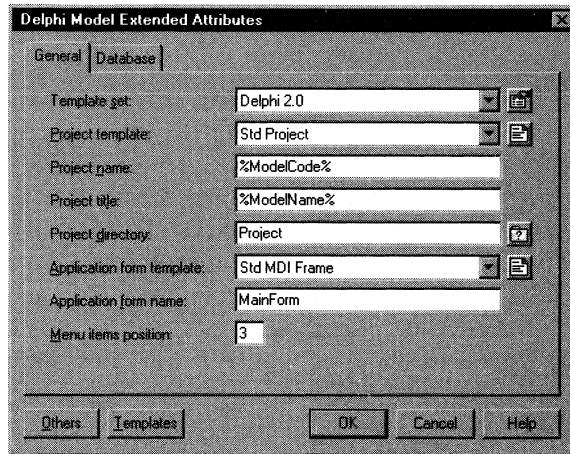 Delphi Model Extended Attributes
General Database
Template set: Delphi 2.0
Project template: Std Project
Project name: %ModelCode%
Project title: %ModelName%
Project directory: Project
Application form template: Std MDI Frame
Application form name: MainForm
Menu items position: 3
Others Templates OK Cancel Help